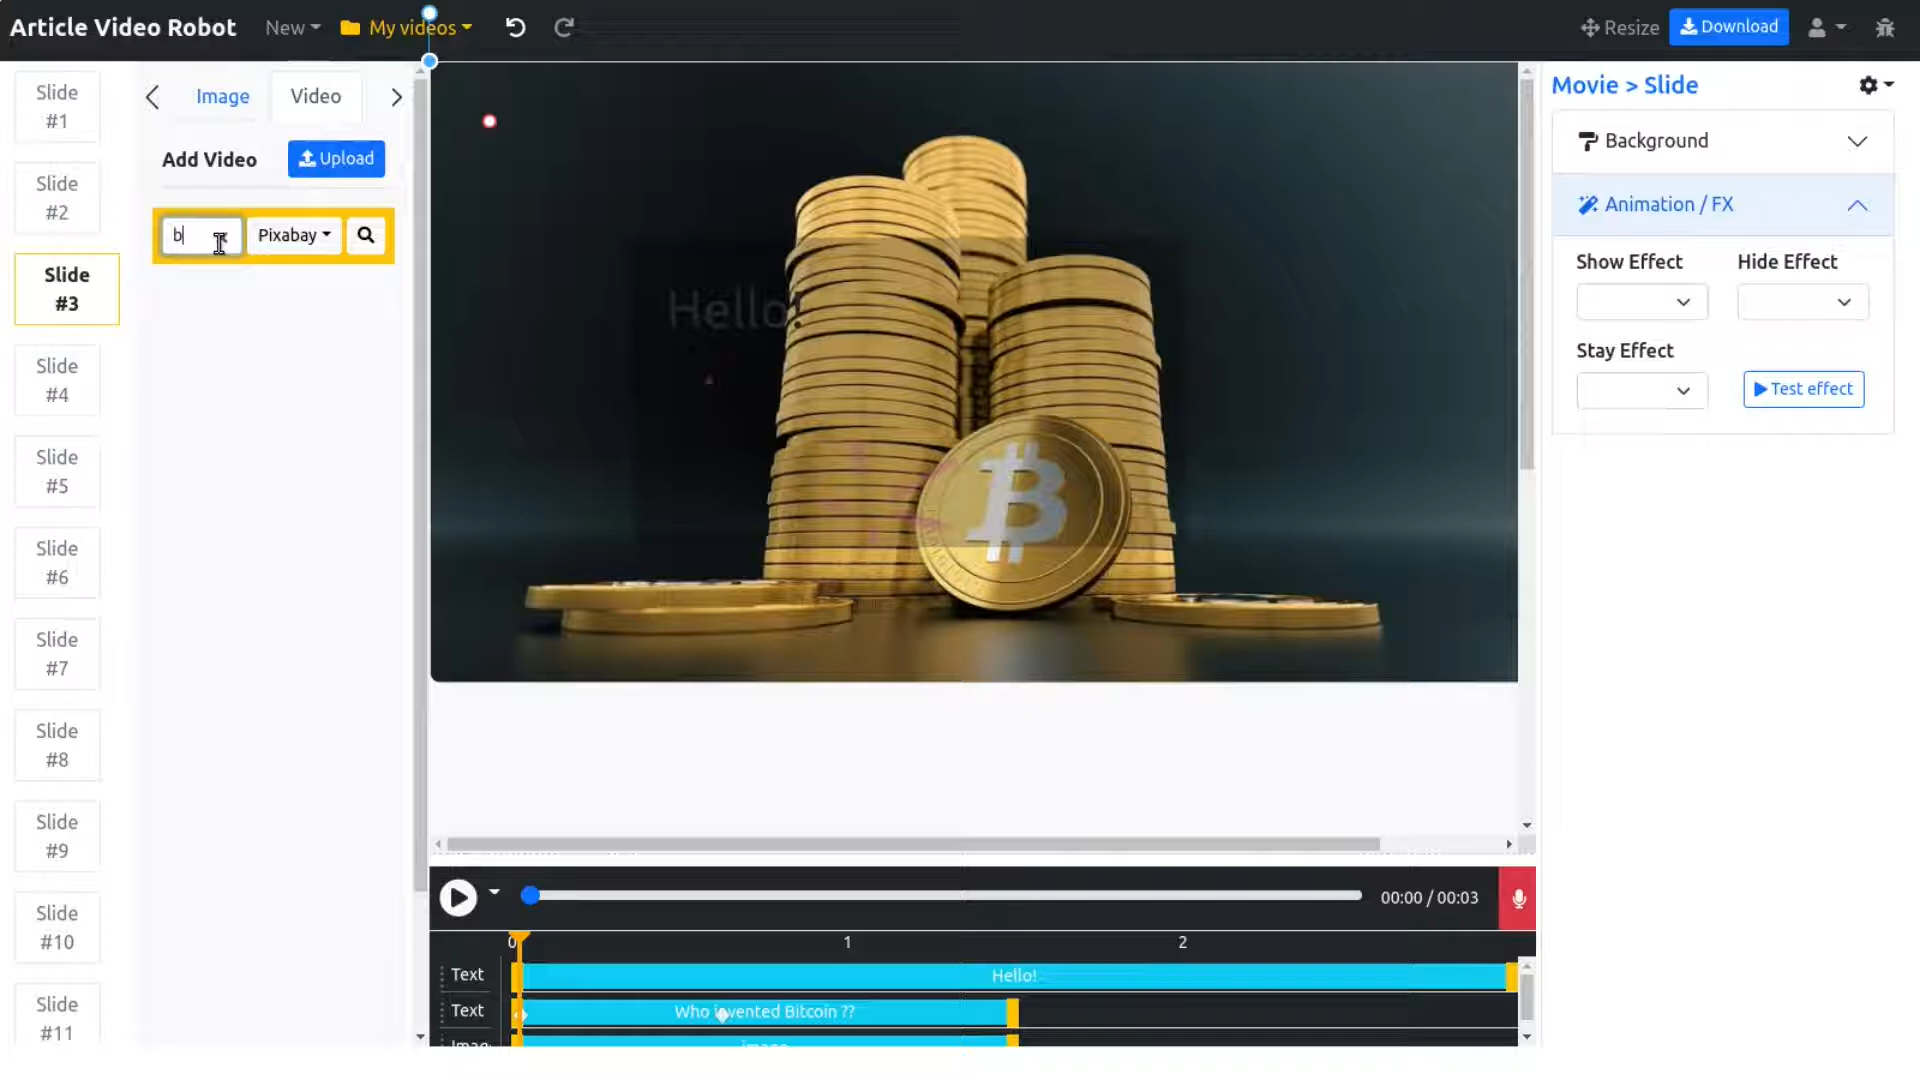 Article Video Robot
New
My videos
Resize
Download
Slide
#1
Slide
#2
Slide
#3
Slide
#4
Slide
#5
Slide
#6
Slide
#7
Slide
#8
Slide
#9
Slide
#10
Slide
#11
Image
Video
Add Video
Upload
b
Pixabay
Hello!
Movie > Slide
Background
Animation / FX
Show Effect
Hide Effect
Stay Effect
Test effect
00:00 / 00:03
0
1
2
Text
Hello!
Text
Who invented Bitcoin ??